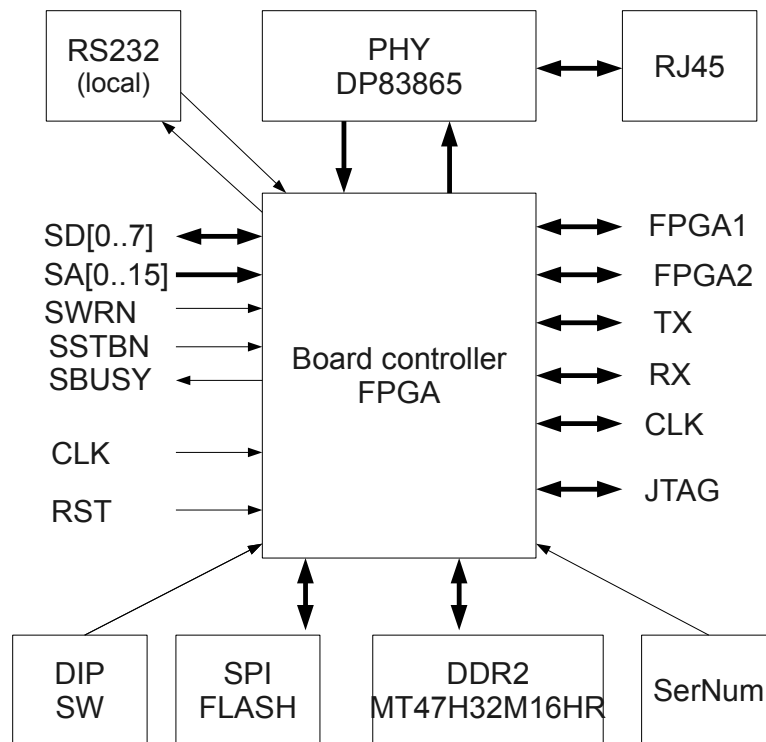 RS232
(local)
PHY
DP83865
RJ45
SD[0..7]
SA[0..15]
SWRN
SSTBN
SBUSY
CLK
RST
Board controller
FPGA
FPGA1
FPGA2
TX
RX
CLK
JTAG
DIP
SW
SPI
FLASH
DDR2
MT47H32M16HR
SerNum